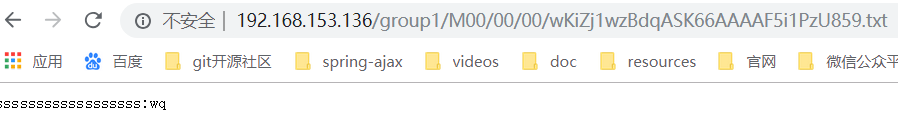 不安全 | 192.168.153.136/group1/M00/00/00/wKiZj1wzBdqASK66AAAAF5i1PzU859.txt
应用 百度 git开源社区 spring-ajax videos doc resources 官网 微信公众平
ssssssssssssssssss:wq